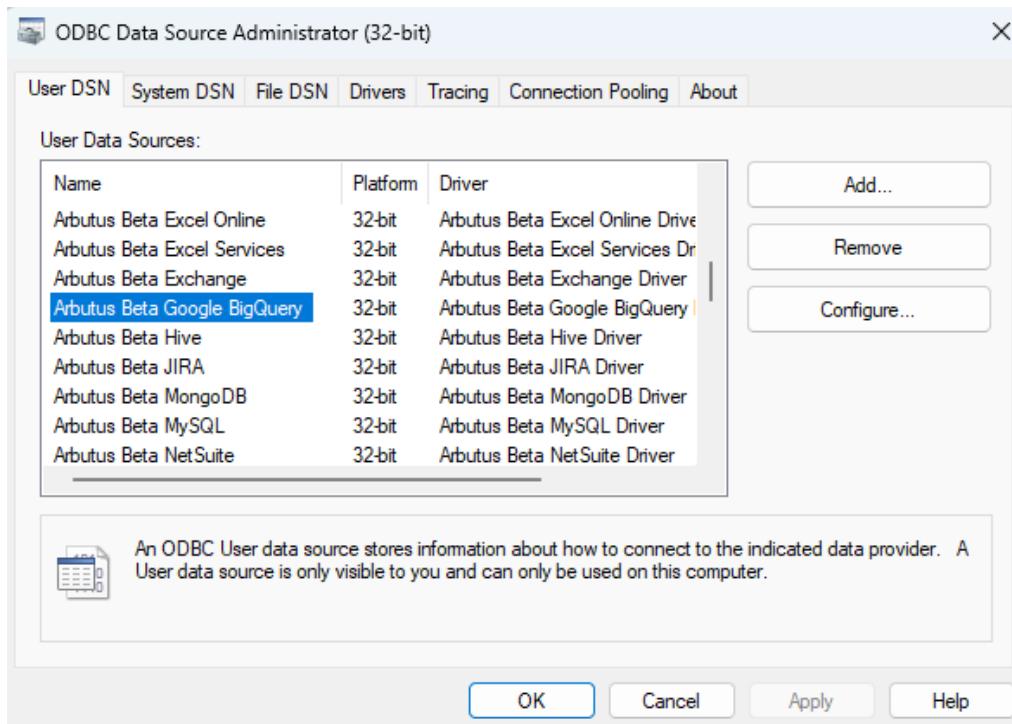 ODBC Data Source Administrator (32-bit)
User DSN System DSN File DSN Drivers Tracing Connection Pooling About
User Data Sources:
Name Platform Driver
Arbutus Beta Excel Online 32-bit Arbutus Beta Excel Online Drive
Arbutus Beta Excel Services 32-bit Arbutus Beta Excel Services Dr
Arbutus Beta Exchange 32-bit Arbutus Beta Exchange Driver
Arbutus Beta Google BigQuery 32-bit Arbutus Beta Google BigQuery
Arbutus Beta Hive 32-bit Arbutus Beta Hive Driver
Arbutus Beta JIRA 32-bit Arbutus Beta JIRA Driver
Arbutus Beta MongoDB 32-bit Arbutus Beta MongoDB Driver
Arbutus Beta MySQL 32-bit Arbutus Beta MySQL Driver
Arbutus Beta NetSuite 32-bit Arbutus Beta NetSuite Driver
Add...
Remove
Configure...
An ODBC User data source stores information about how to connect to the indicated data provider. A
User data source is only visible to you and can only be used on this computer.
OK Cancel Apply Help